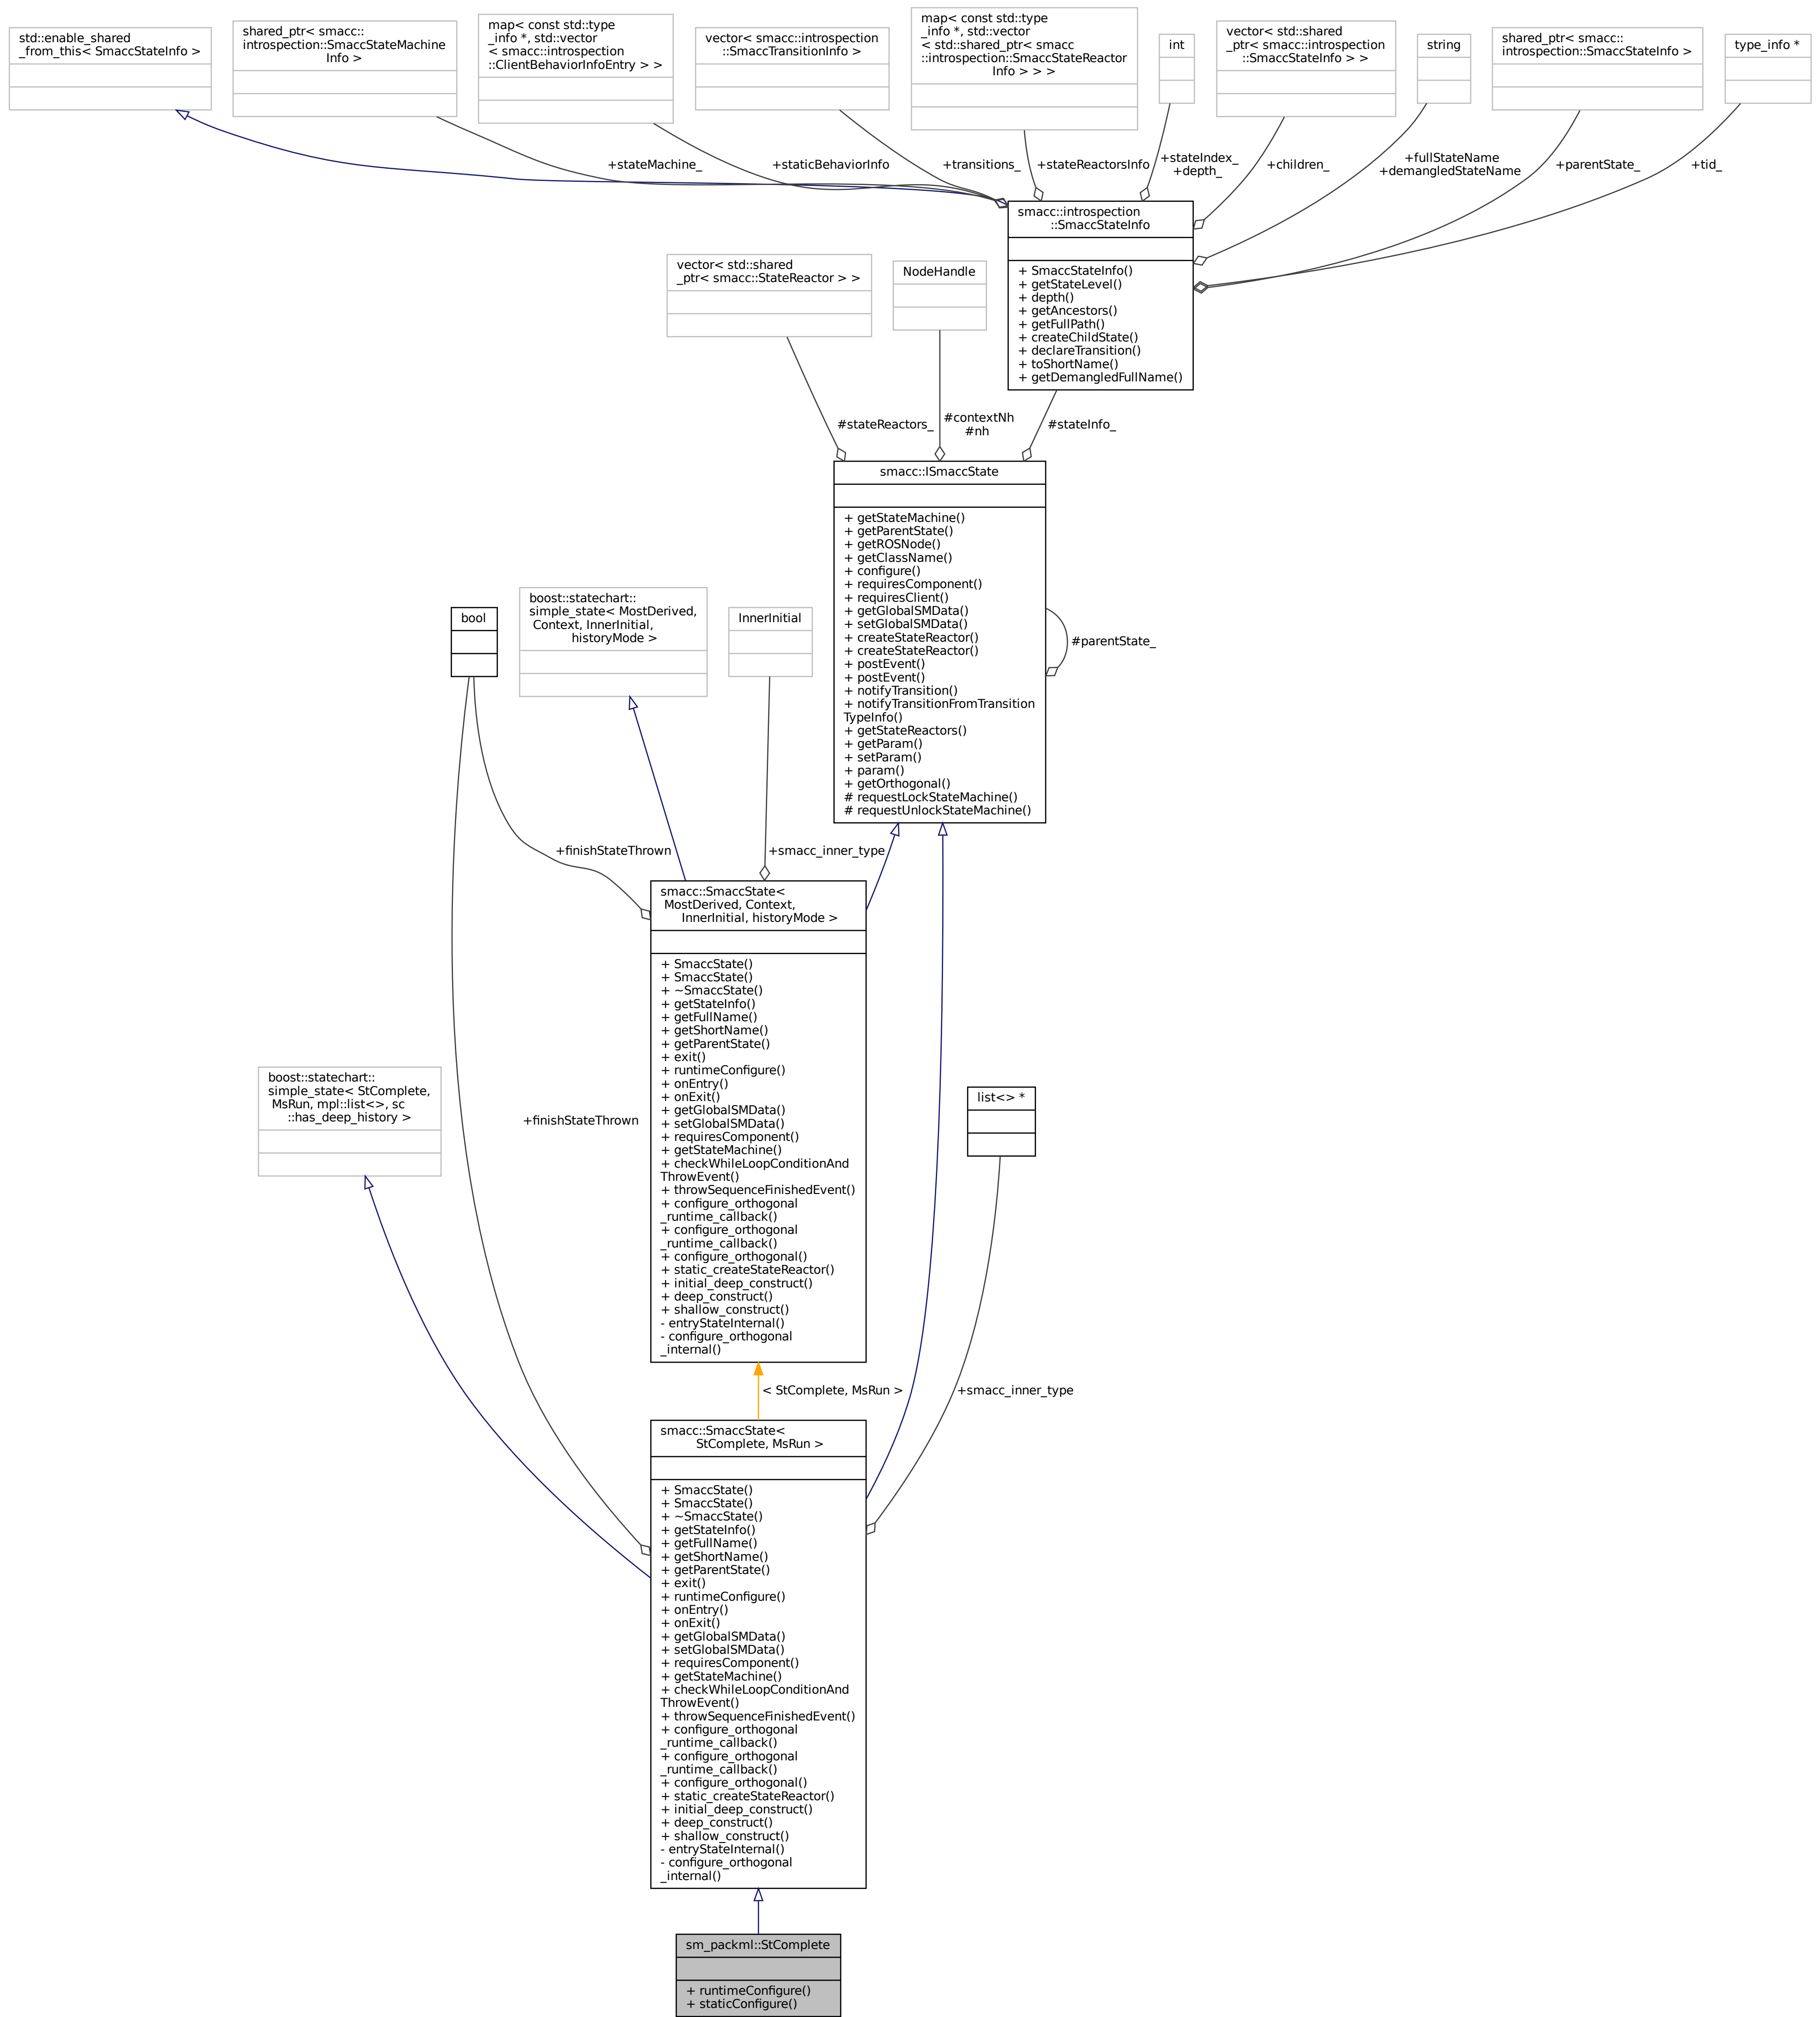 std::enable_shared
_from_this< SmaccStateInfo >
shared_ptr< smacc::
introspection::SmaccStateMachine
Info >
map< const std::type
_info *, std::vector
< smacc::introspection
::ClientBehaviorInfoEntry > >
vector< smacc::introspection
::SmaccTransitionInfo >
map< const std::type
_info *, std::vector
< std::shared_ptr< smacc
::introspection::SmaccStateReactor
Info > > >
int
vector< std::shared
_ptr< smacc::introspection
::SmaccStateInfo > >
string
shared_ptr< smacc::
introspection::SmaccStateInfo >
type_info *
+stateMachine_
+staticBehaviorInfo
+transitions_
+stateReactorsInfo
+stateIndex_
+depth_
+children_
+fullStateName
+demangledStateName
+parentState_
+tid_
smacc::introspection
::SmaccStateInfo
+ SmaccStateInfo()
+ getStateLevel()
+ depth()
+ getAncestors()
+ getFullPath()
+ createChildState()
+ declareTransition()
+ toShortName()
+ getDemangledFullName()
vector< std::shared
_ptr< smacc::StateReactor > >
NodeHandle
#stateReactors_
#contextNh
#nh
#stateInfo_
smacc::ISmaccState
+ getStateMachine()
+ getParentState()
+ getROSNode()
+ getClassName()
+ configure()
+ requiresComponent()
+ requiresClient()
+ getGlobalSMData()
+ setGlobalSMData()
+ createStateReactor()
+ createStateReactor()
+ postEvent()
+ postEvent()
+ notifyTransition()
+ notifyTransitionFromTransition
TypeInfo()
+ getStateReactors()
+ getParam()
+ setParam()
+ param()
+ getOrthogonal()
# requestLockStateMachine()
# requestUnlockStateMachine()
#parentState_
bool
boost::statechart::
simple_state< MostDerived,
Context, InnerInitial,
historyMode >
InnerInitial
+finishStateThrown
+smacc_inner_type
smacc::SmaccState<
MostDerived, Context,
InnerInitial, historyMode >
+ SmaccState()
+ SmaccState()
+ ~SmaccState()
+ getStateInfo()
+ getFullName()
+ getShortName()
+ getParentState()
+ exit()
+ runtimeConfigure()
+ onEntry()
+ onExit()
+ getGlobalSMData()
+ setGlobalSMData()
+ requiresComponent()
+ getStateMachine()
+ checkWhileLoopConditionAnd
ThrowEvent()
+ throwSequenceFinishedEvent()
+ configure_orthogonal
_runtime_callback()
+ configure_orthogonal
_runtime_callback()
+ configure_orthogonal()
+ static_createStateReactor()
+ initial_deep_construct()
+ deep_construct()
+ shallow_construct()
- entryStateInternal()
- configure_orthogonal
_internal()
boost::statechart::
simple_state< StComplete,
MsRun, mpl::list<>, sc
::has_deep_history >
+finishStateThrown
list<> *
< StComplete, MsRun >
+smacc_inner_type
smacc::SmaccState<
StComplete, MsRun >
+ SmaccState()
+ SmaccState()
+ ~SmaccState()
+ getStateInfo()
+ getFullName()
+ getShortName()
+ getParentState()
+ exit()
+ runtimeConfigure()
+ onEntry()
+ onExit()
+ getGlobalSMData()
+ setGlobalSMData()
+ requiresComponent()
+ getStateMachine()
+ checkWhileLoopConditionAnd
ThrowEvent()
+ throwSequenceFinishedEvent()
+ configure_orthogonal
_runtime_callback()
+ configure_orthogonal
_runtime_callback()
+ configure_orthogonal()
+ static_createStateReactor()
+ initial_deep_construct()
+ deep_construct()
+ shallow_construct()
- entryStateInternal()
- configure_orthogonal
_internal()
sm_packml::StComplete
+ runtimeConfigure()
+ staticConfigure()